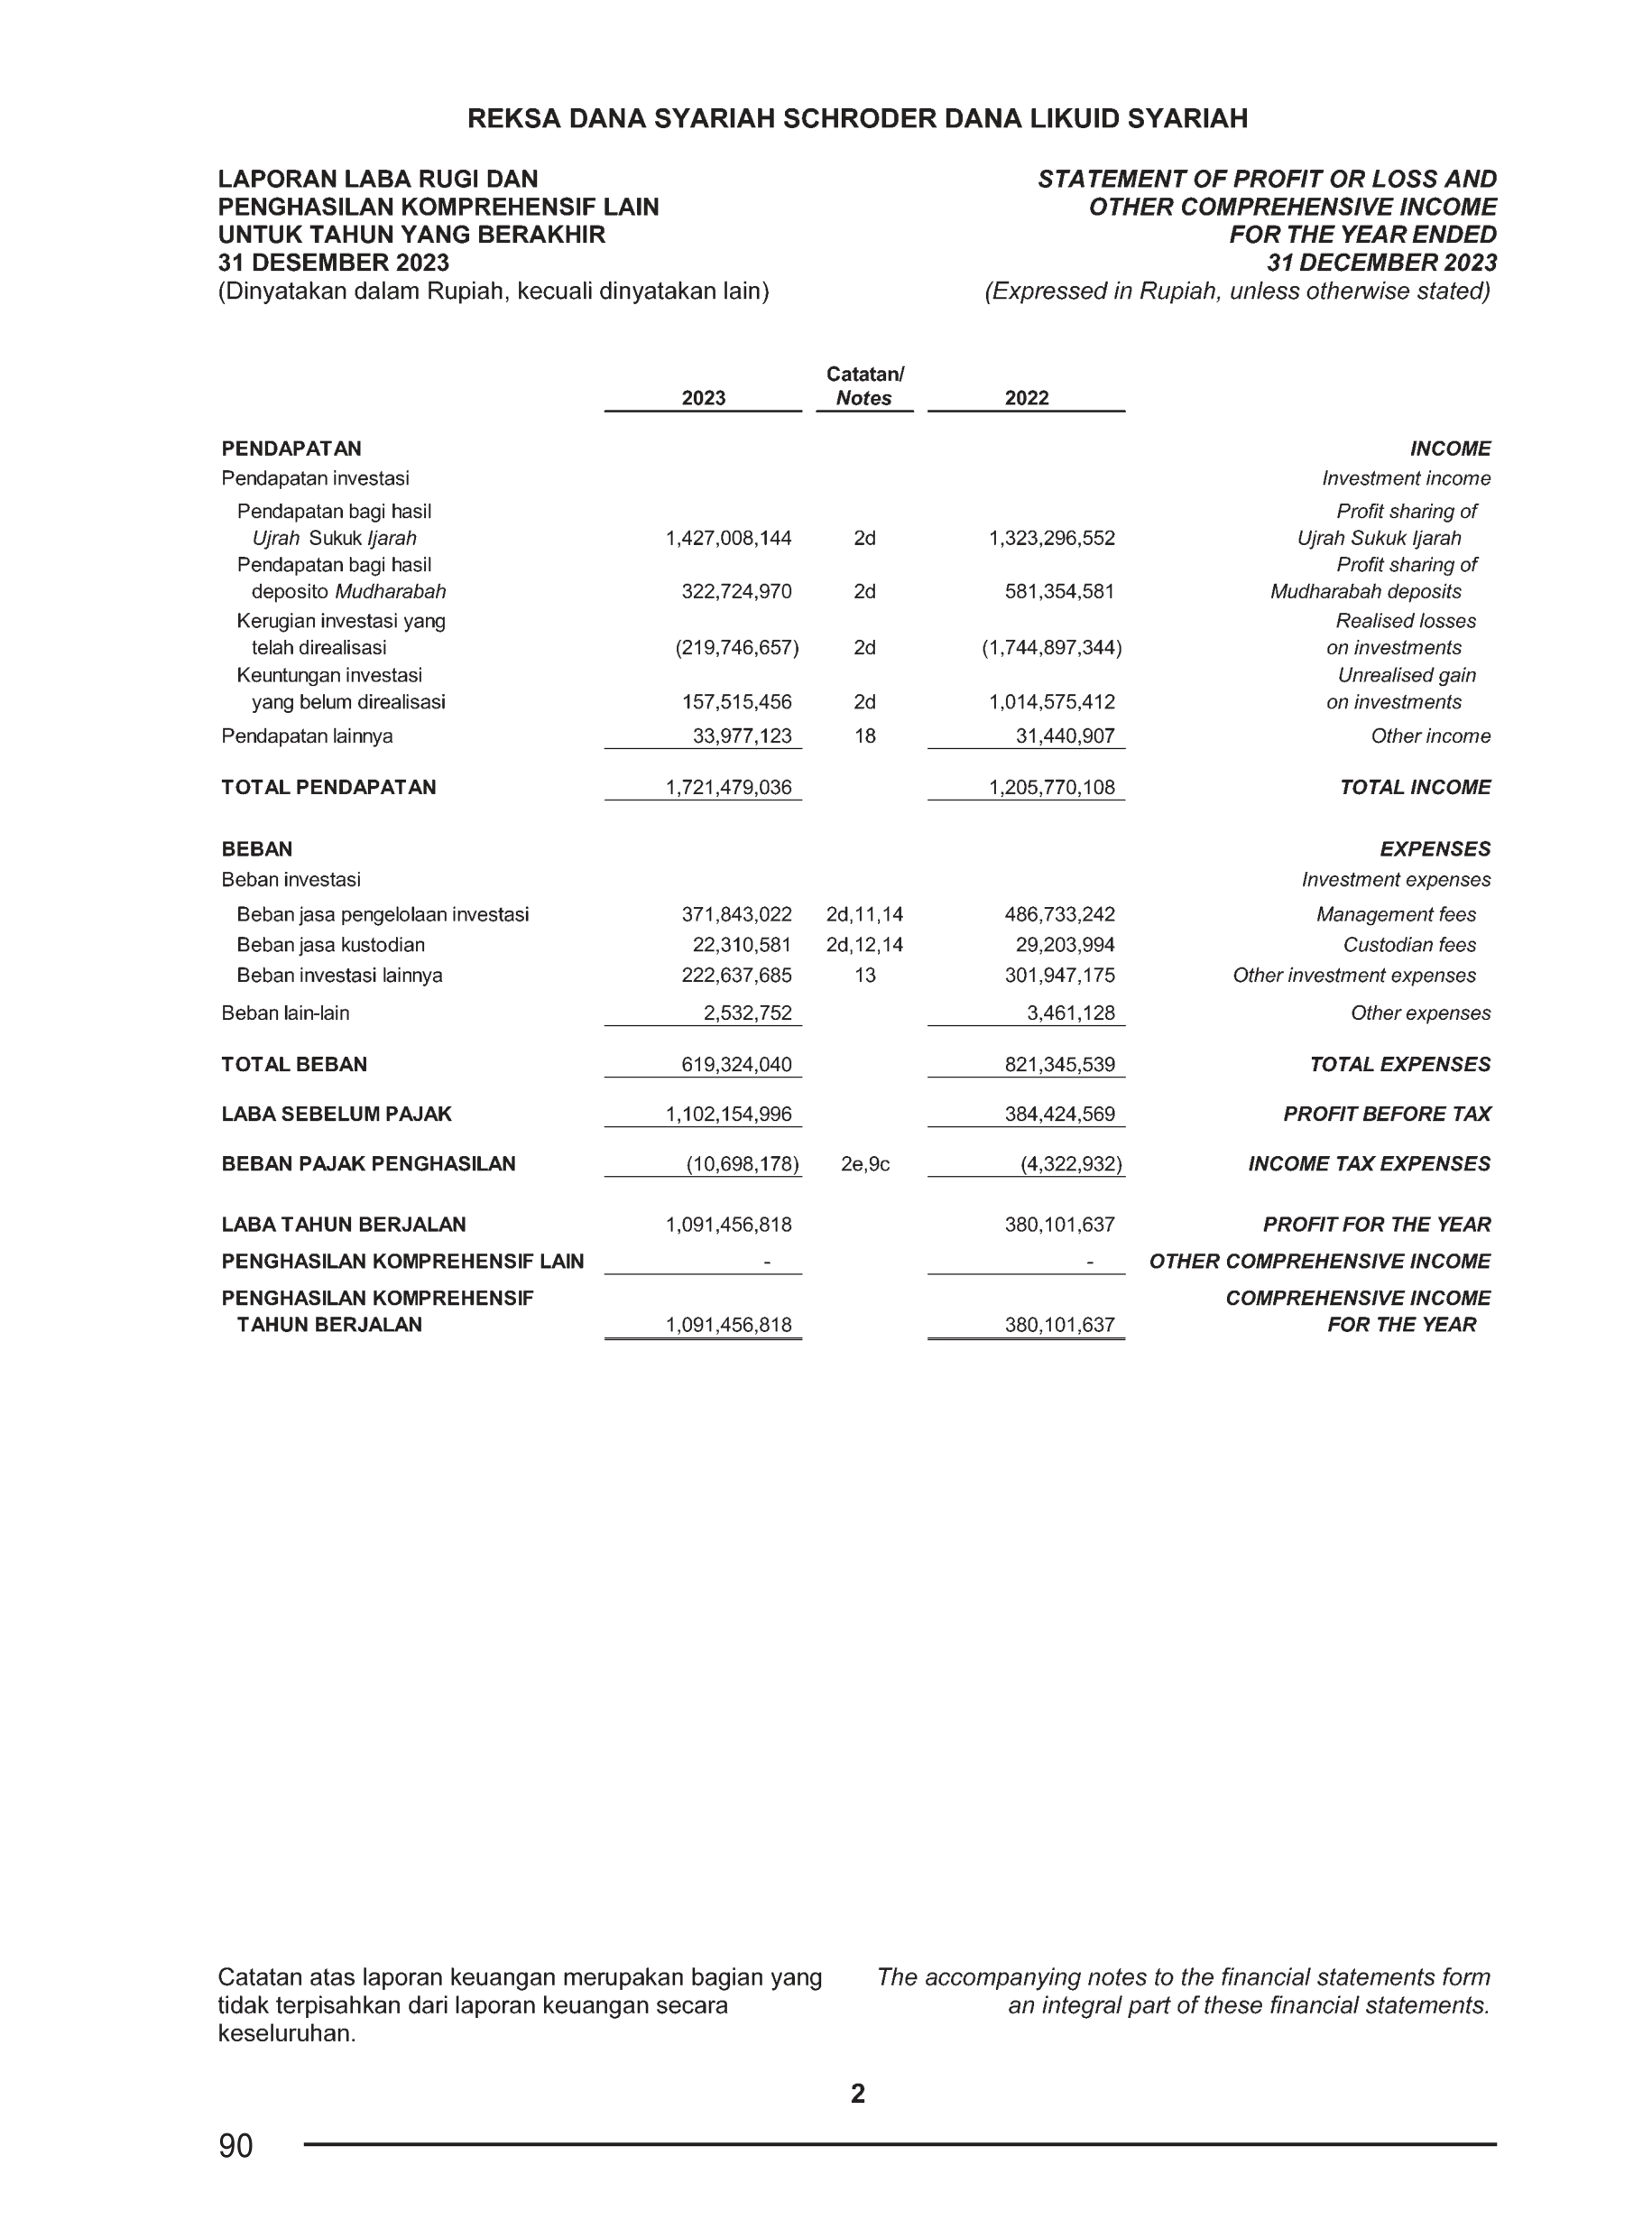 REKSA DANA SYARIAH SCHRODER DANA LIKUID SYARIAH
LAPORAN LABA RUGI DAN STATEMENT OF PROFIT OR LOSS AND
PENGHASILAN KOMPREHENSIF LAIN OTHER COMPREHENSIVE INCOME
UNTUK TAHUN YANG BERAKHIR FOR THE YEAR ENDED
31 DESEMBER 2023 31 DECEMBER 2023
(Dinyatakan dalam Rupiah, kecuali dinyatakan lain) (Expressed in Rupiah, unless otherwise stated)
Catatan/
2023 Notes 2022
PENDAPATAN INCOME
Pendapatan investasi Investment income
Pendapatan bagi hasil Profit sharing of
Ujrah Sukuk Ijarah 1,427,008,144 2d 1,323,296,552 Ujrah Sukuk Ijarah
Pendapatan bagi hasil Profit sharing of
deposito Mudharabah 322,724,970 2d 581,354,581 Mudharabah deposits
Kerugian investasi yang Realised losses
telah direalisasi (219,746,657) 2d (1,744,897,344) on investments
Keuntungan investasi Unrealised gain
yang belum direalisasi 157,515,456 2d 1,014,575,412 on investments
Pendapatan lainnya 33,977,123 18 31,440,907 Other income
TOTAL PENDAPATAN 1,721,479,036 1,205,770,108 TOTAL INCOME
BEBAN EXPENSES
Beban investasi Investment expenses
Beban jasa pengelolaan investasi 371,843,022 2d,11,14 486,733,242 Management fees
Beban jasa kustodian 22,310,581 2d,12,14 29,203,994 Custodian fees
Beban investasi lainnya 222,637,685 13 301,947,175 Other investment expenses
Beban lain-lain 2,532,752 3,461,128 Other expenses
TOTAL BEBAN 619,324,040 821,345,539 TOTAL EXPENSES
LABA SEBELUM PAJAK 1,102,154,996 384,424,569 PROFIT BEFORE TAX
BEBAN PAJAK PENGHASILAN (10,698,178) 2e,9c (4,322,932) INCOME TAX EXPENSES
LABA TAHUN BERJALAN 1,091,456,818 380,101,637 PROFIT FOR THE YEAR
PENGHASILAN KOMPREHENSIF LAIN - - OTHER COMPREHENSIVE INCOME
PENGHASILAN KOMPREHENSIF COMPREHENSIVE INCOME
TAHUN BERJALAN 1,091,456,818 380,101,637 FOR THE YEAR
Catatan atas laporan keuangan merupakan bagian yang The accompanying notes to the financial statements form
tidak terpisahkan dari laporan keuangan secara an integral part of these financial statements.
keseluruhan.
2
90